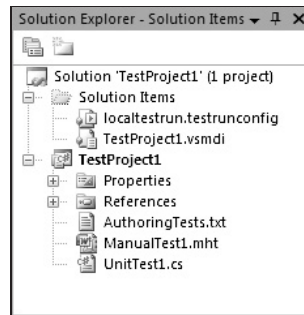 Solution Explorer - Solution Items
Solution 'TestProject1' (1 project)
Solution Items
localtestrun.testrunconfig
TestProject1.vsmdi
TestProject1
Properties
References
AuthoringTests.txt
ManualTest1.mht
UnitTest1.cs